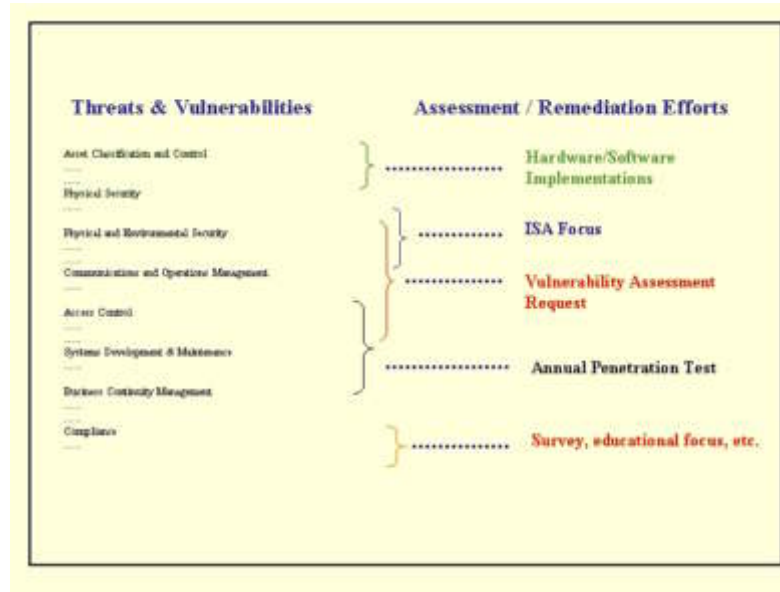 Threats & Vulnerabilities
Assessment / Remediation Efforts
Asset Classification and Control
Physical Security
Physical and Environmental Security
Communications and Operations Management
Access Control
Systems Development & Maintenance
Business Continuity Management
Compliance
Hardware/Software
Implementations
ISA Focus
Vulnerability Assessment
Request
Annual Penetration Test
Survey, educational focus, etc.